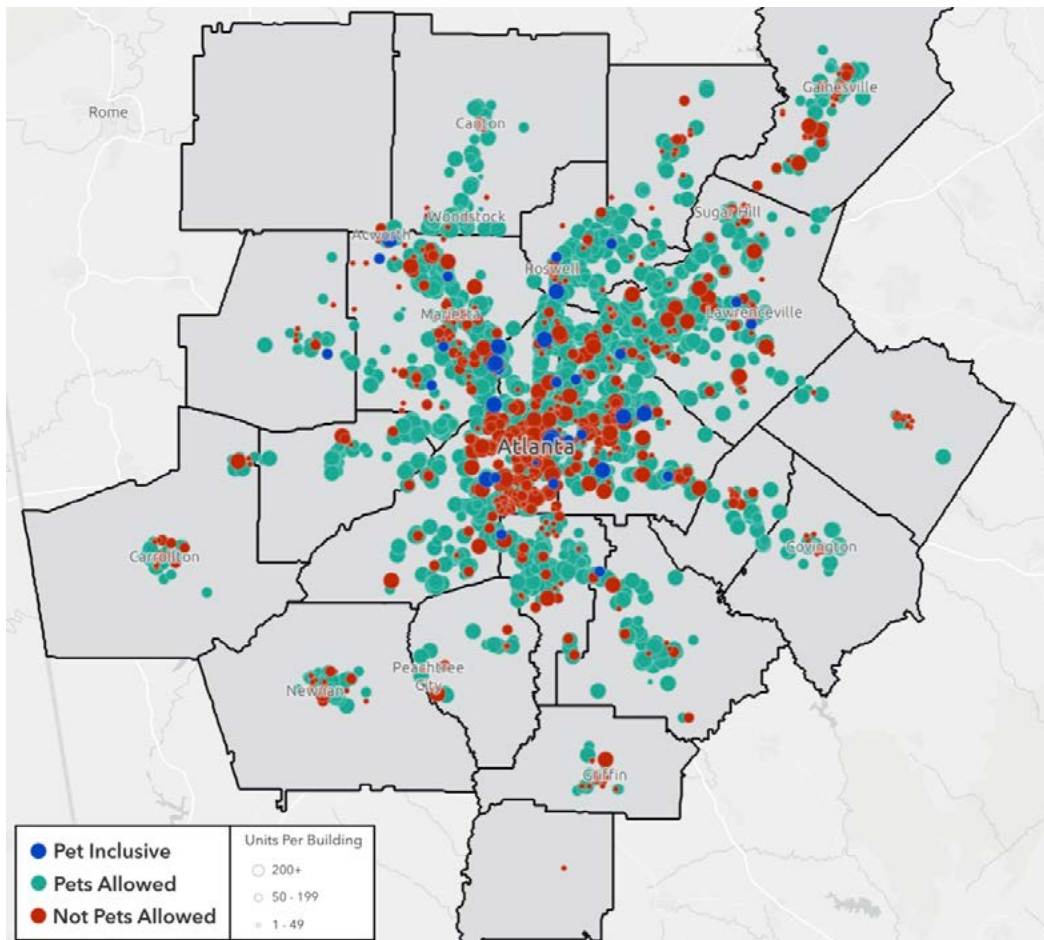 Rome
Canton
Gainesville
Woodstock
Sugar Hill
Acworth
Roswell
Marietta
Lawrenceville
Atlanta
Carrollton
Covington
Peachtree
City
Newnan
Griffin
Pet Inclusive
Pets Allowed
Not Pets Allowed
Units Per Building
200+
50 - 199
1 - 49